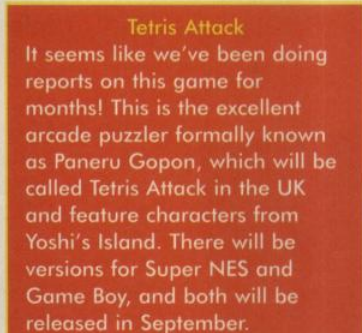 Tetris Attack
It seems like we've been doing
reports on this game for
months! This is the excellent
arcade puzzler formally known
as Paneru Gopon, which will be
called Tetris Attack in the UK
and feature characters from
Yoshi's Island. There will be
versions for Super NES and
Game Boy, and both will be
released in September.